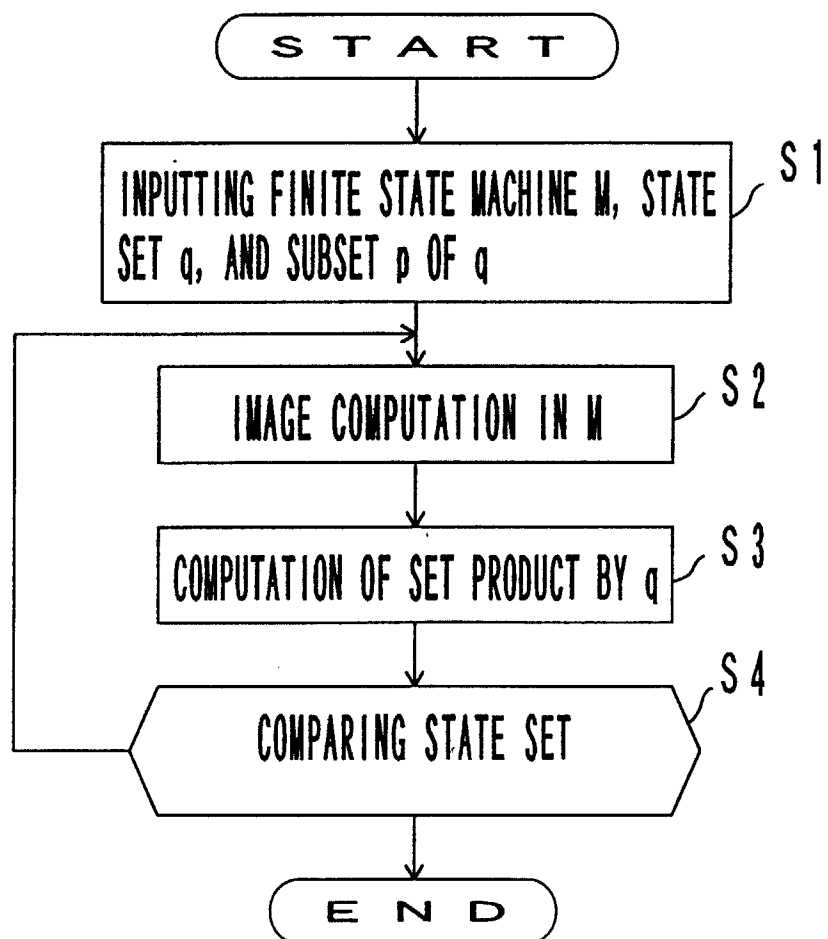 START
S1
INPUTTING FINITE STATE MACHINE M, STATE
SET q, AND SUBSET p OF q
S2
IMAGE COMPUTATION IN M
S3
COMPUTATION OF SET PRODUCT BY q
S4
COMPARING STATE SET
END